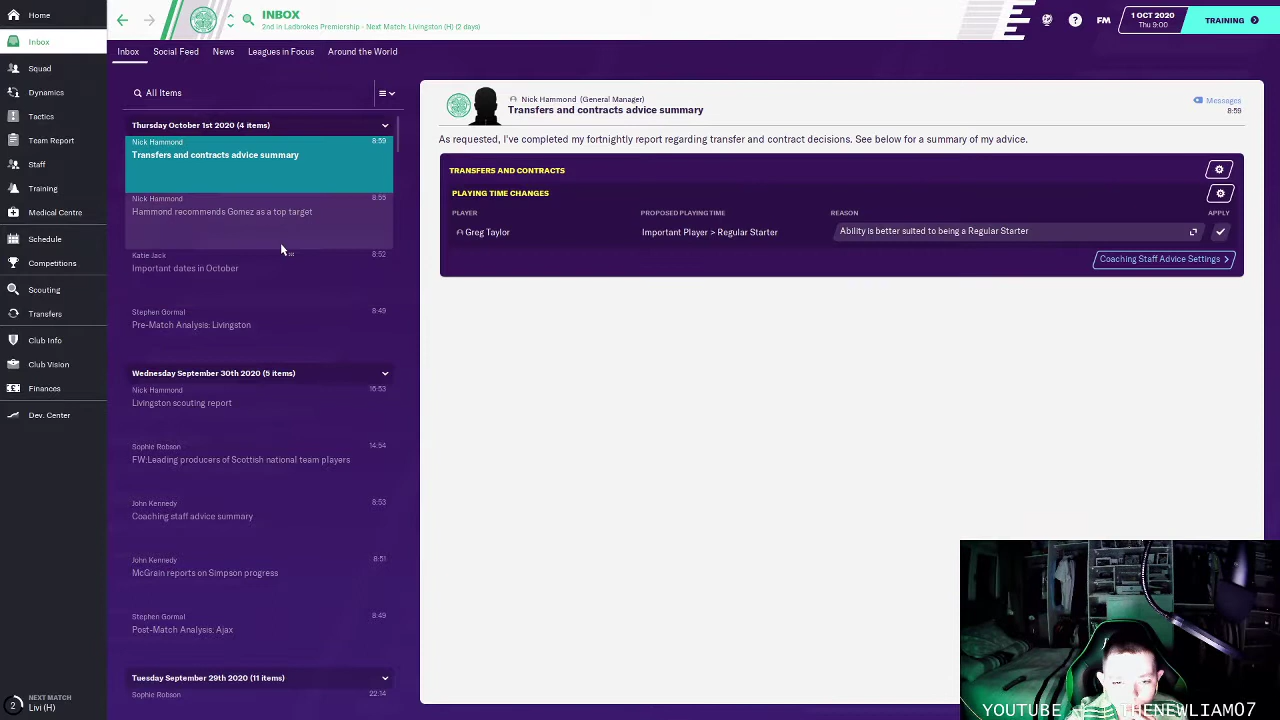 INBOX
2nd in Ladbrokes Premiership - Next Match: Livingston (H) (2 days)
FM
1 OCT 2020
Thu 9:00
TRAINING
Inbox
Squad
Dynamics
Tactics
Team Report
Staff
Training
Medical Centre
Schedule
Competitions
Scouting
Transfers
Club Info
Club Vision
Finances
Dev. Center
NEXT MATCH
2 Livi (H)
Inbox Social Feed News Leagues in Focus Around the World
All Items
Thursday October 1st 2020 (4 items)
Nick Hammond 8:59
Transfers and contracts advice summary
Nick Hammond 8:55
Hammond recommends Gomez as a top target
Katie Jack 8:52
Important dates in October
Stephen Gormal 8:49
Pre-Match Analysis: Livingston
Wednesday September 30th 2020 (5 items)
Nick Hammond 16:53
Livingston scouting report
Sophie Robson 14:54
FW:Leading producers of Scottish national team players
John Kennedy 8:53
Coaching staff advice summary
John Kennedy 8:51
McGrain reports on Simpson progress
Stephen Gormal 8:49
Post-Match Analysis: Ajax
Tuesday September 29th 2020 (11 items)
Sophie Robson 22:14
Nick Hammond (General Manager)
Transfers and contracts advice summary
Messages
8:59
As requested, I've completed my fortnightly report regarding transfer and contract decisions. See below for a summary of my advice.
TRANSFERS AND CONTRACTS
PLAYING TIME CHANGES
PLAYER PROPOSED PLAYING TIME REASON APPLY
Greg Taylor Important Player > Regular Starter Ability is better suited to being a Regular Starter
Coaching Staff Advice Settings >
YOUTUBE THENEWLIAM07